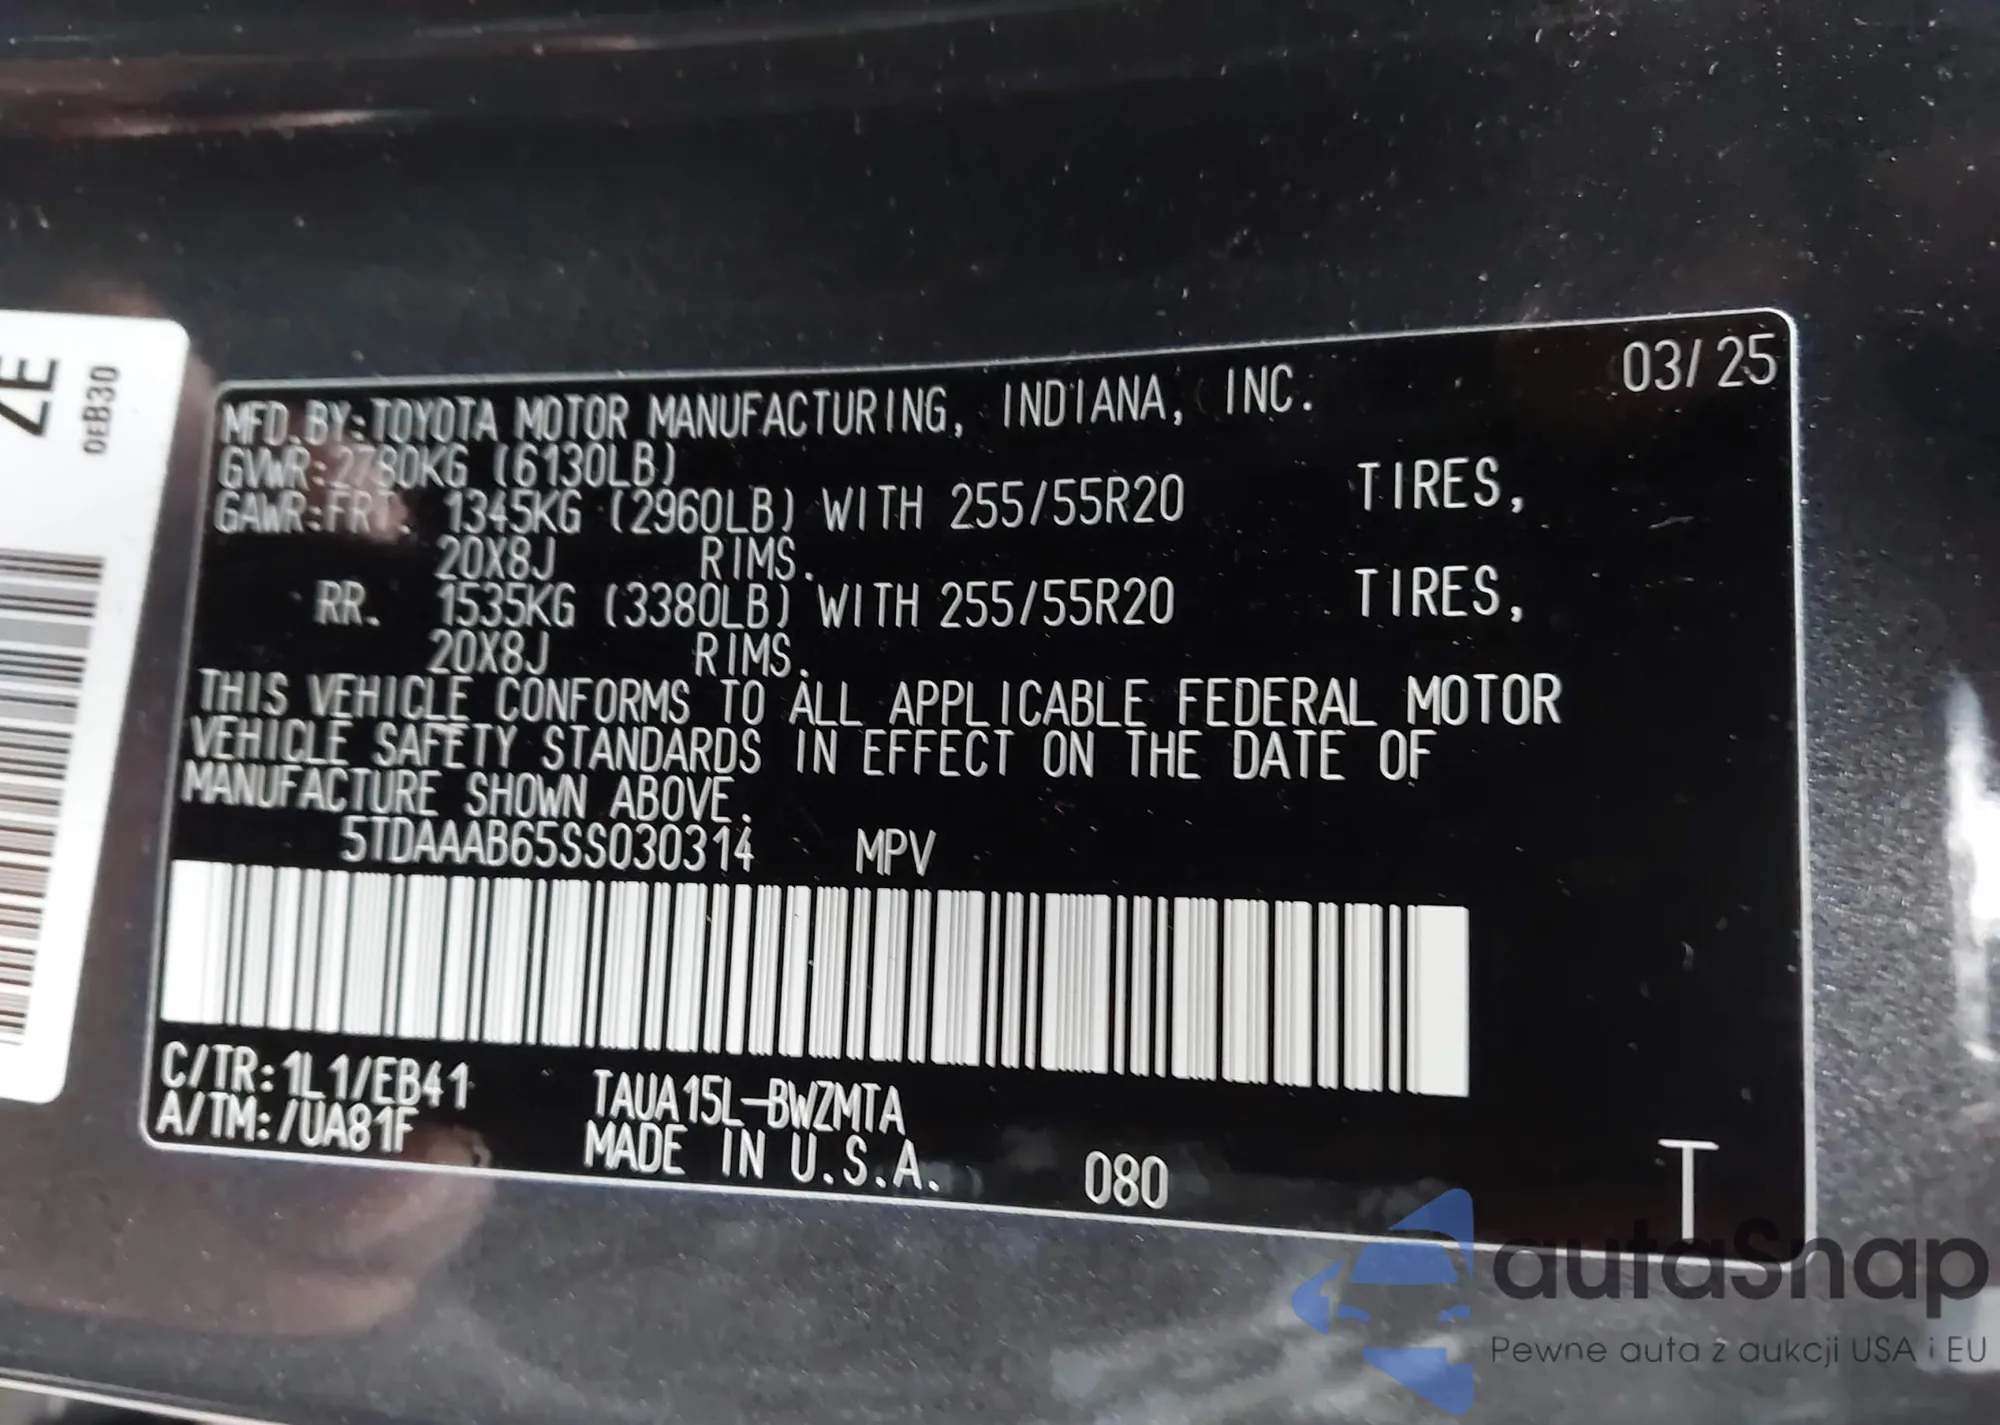 ZE
0EB30
03/25
MFD. BY: TOYOTA MOTOR MANUFACTURING, INDIANA, INC.
GVWR: 2780KG (6130LB)
GAWR: FRT. 1345KG (2960LB) WITH 255/55R20 TIRES,
20X8J RIMS.
RR. 1535KG (3380LB) WITH 255/55R20 TIRES,
20X8J RIMS.
THIS VEHICLE CONFORMS TO ALL APPLICABLE FEDERAL MOTOR
VEHICLE SAFETY STANDARDS IN EFFECT ON THE DATE OF
MANUFACTURE SHOWN ABOVE.
5TDAAAB65SS030314 MPV
C/TR: 1L1/EB41 TAUA15L-BWZMTA
A/TM: /UA81F MADE IN U.S.A. 080
T
autaSnap
Pewne auta z aukcji USA i EU